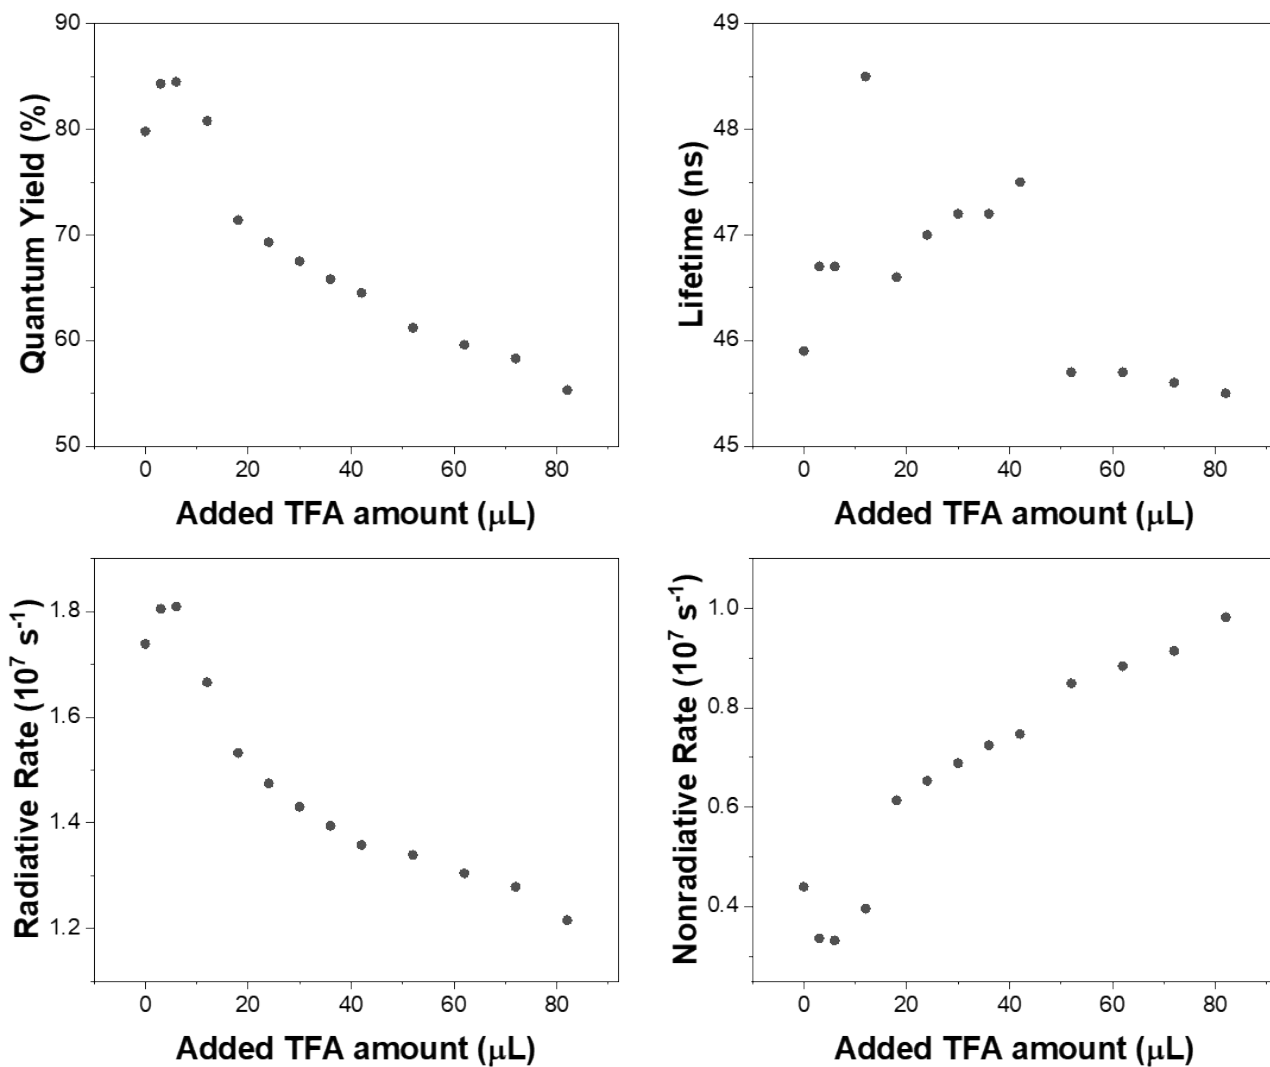 Quantum Yield (%)
90
80
70
60
50
0 20 40 60 80
Added TFA amount (μL)
Lifetime (ns)
49
48
47
46
45
0 20 40 60 80
Added TFA amount (μL)
Radiative Rate (10⁷ s⁻¹)
1.8
1.6
1.4
1.2
0 20 40 60 80
Added TFA amount (μL)
Nonradiative Rate (10⁷ s⁻¹)
1.0
0.8
0.6
0.4
0 20 40 60 80
Added TFA amount (μL)